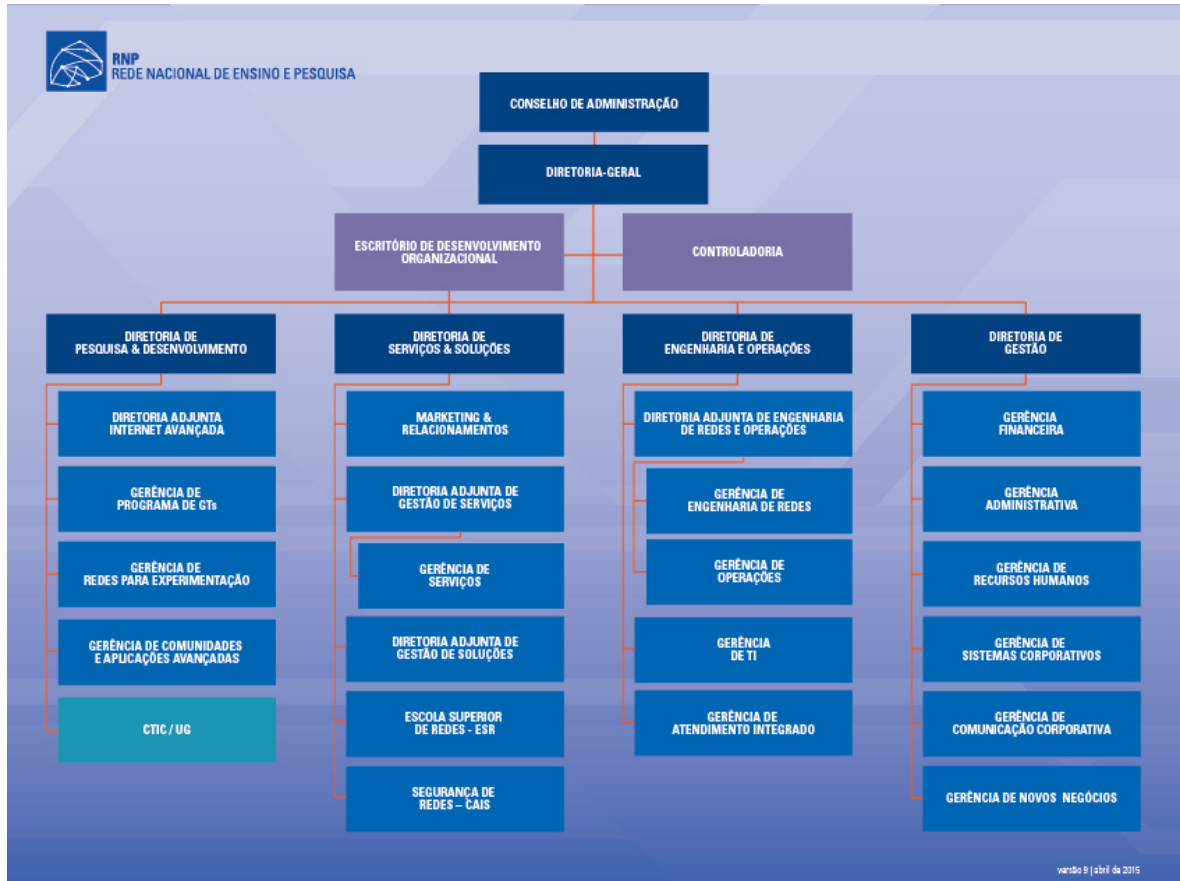 RNP
REDE NACIONAL DE ENSINO E PESQUISA
CONSELHO DE ADMINISTRAÇÃO
DIRETORIA-GERAL
ESCRITÓRIO DE DESENVOLVIMENTO
ORGANIZACIONAL
CONTROLADORIA
DIRETORIA DE
PESQUISA & DESENVOLVIMENTO
DIRETORIA ADJUNTA
INTERNET AVANÇADA
GERÊNCIA DE
PROGRAMA DE GTs
GERÊNCIA DE
REDES PARA EXPERIMENTAÇÃO
GERÊNCIA DE COMUNIDADES
E APLICAÇÕES AVANÇADAS
CTIC / UG
DIRETORIA DE
SERVIÇOS & SOLUÇÕES
MARKETING &
RELACIONAMENTOS
DIRETORIA ADJUNTA DE
GESTÃO DE SERVIÇOS
GERÊNCIA DE
SERVIÇOS
DIRETORIA ADJUNTA DE
GESTÃO DE SOLUÇÕES
ESCOLA SUPERIOR
DE REDES - ESR
SEGURANÇA DE
REDES – CAIS
DIRETORIA DE
ENGENHARIA E OPERAÇÕES
DIRETORIA ADJUNTA DE ENGENHARIA
DE REDES E OPERAÇÕES
GERÊNCIA DE
ENGENHARIA DE REDES
GERÊNCIA DE
OPERAÇÕES
GERÊNCIA
DE TI
GERÊNCIA DE
ATENDIMENTO INTEGRADO
DIRETORIA DE
GESTÃO
GERÊNCIA
FINANCEIRA
GERÊNCIA
ADMINISTRATIVA
GERÊNCIA DE
RECURSOS HUMANOS
GERÊNCIA DE
SISTEMAS CORPORATIVOS
GERÊNCIA DE
COMUNICAÇÃO CORPORATIVA
GERÊNCIA DE NOVOS NEGÓCIOS
versão 9 | abril de 2015